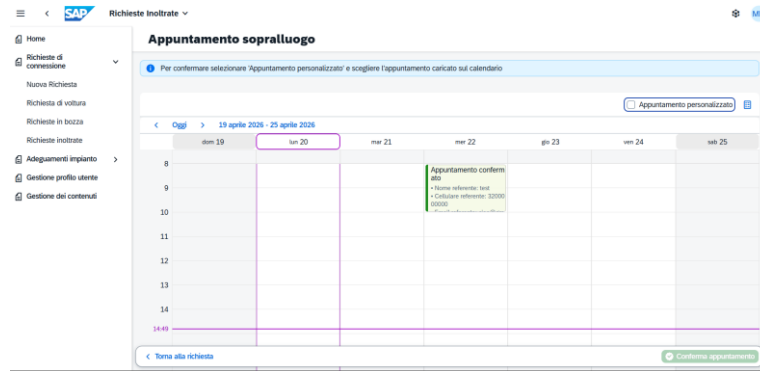 SAP
Richieste Inoltrate
Home
Richieste di
connessione
Nuova Richiesta
Richiesta di voltura
Richieste in bozza
Richieste inoltrate
Adeguamenti impianto
Gestione profilo utente
Gestione dei contenuti
Appuntamento sopralluogo
Per confermare selezionare 'Appuntamento personalizzato' e scegliere l'appuntamento caricato sul calendario
Appuntamento personalizzato
Oggi
19 aprile 2026 - 25 aprile 2026
dom 19 lun 20 mar 21 mer 22 gio 23 ven 24 sab 25
8
Appuntamento conferm
ato
• Nome referente: test
• Cellulare referente: 32000
00000
9
10
11
12
13
14
14:49
Torna alla richiesta
Conferma appuntamento